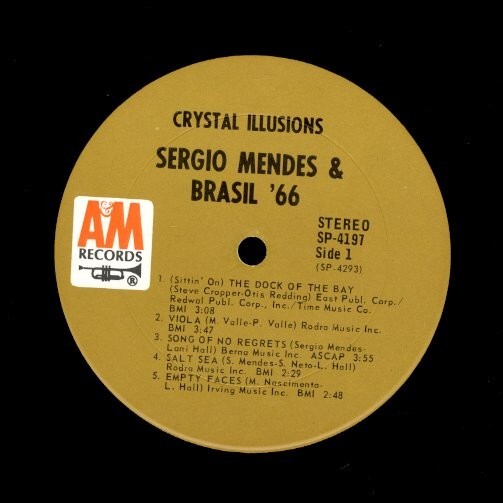 CRYSTAL ILLUSIONS
SERGIO MENDES &
BRASIL '66
A&M
RECORDS
®
STEREO
SP-4197
Side 1
(SP-4293)
1. (Sittin' On) THE DOCK OF THE BAY
(Steve Crapper-Otis Redding) East Publ. Corp./
Redwal Publ. Corp., Inc./Time Music Co.
BMI 3:08
2. VIOLA (M. Valle-P. Valle) Rodra Music Inc.
BMI 3:47
3. SONG OF NO REGRETS (Sergio Mendes-
Lani Hall) Berna Music Inc. ASCAP 3:55
4. SALT SEA (S. Mendes-S. Neto-L. Hall)
Rodra Music Inc. BMI 2:29
5. EMPTY FACES (M. Nascimento-
L. Hall) Irving Music Inc. BMI 2:48